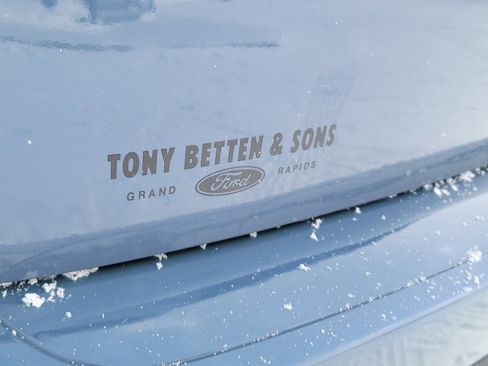 TONY BETTEN & SONS
GRAND Ford RAPIDS